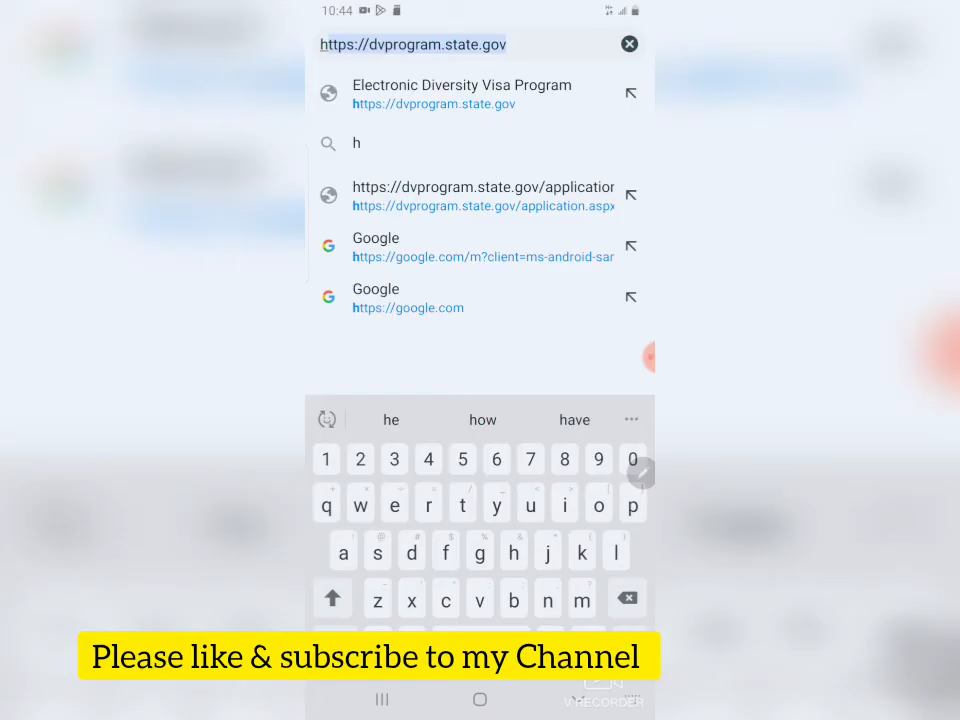 10:44
https://dvprogram.state.gov
Electronic Diversity Visa Program
https://dvprogram.state.gov
h
https://dvprogram.state.gov/application
https://dvprogram.state.gov/application.aspx
Google
https://google.com/m?client=ms-android-sar
Google
https://google.com
he how have
1 2 3 4 5 6 7 8 9 0
q w e r t y u i o p
a s d f g h j k l
z x c v b n m
Please like & subscribe to my Channel
V RECORDER